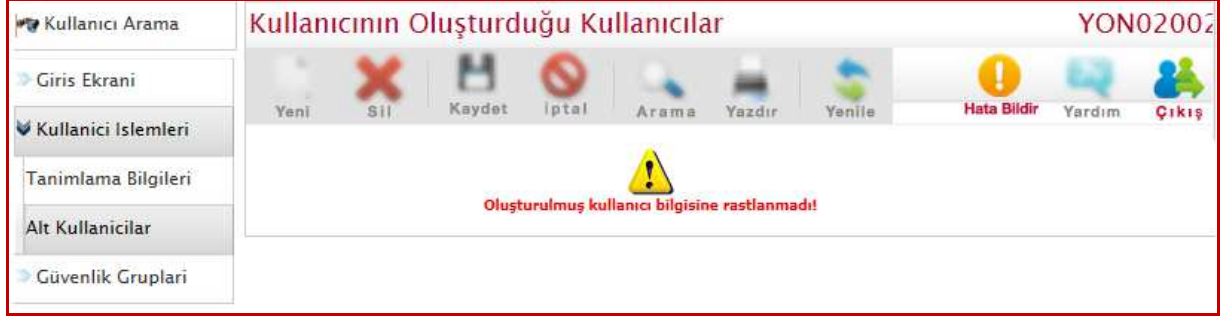 Kullanıcı Arama
Kullanıcının Oluşturduğu Kullanıcılar
YON02002
Giris Ekrani
Kullanici Islemleri
Tanimlama Bilgileri
Alt Kullanicilar
Güvenlik Gruplari
Yeni
Sil
Kaydet
iptal
Arama
Yazdır
Yenile
Hata Bildir
Yardım
Çıkış
Oluşturulmuş kullanıcı bilgisine rastlanmadı!